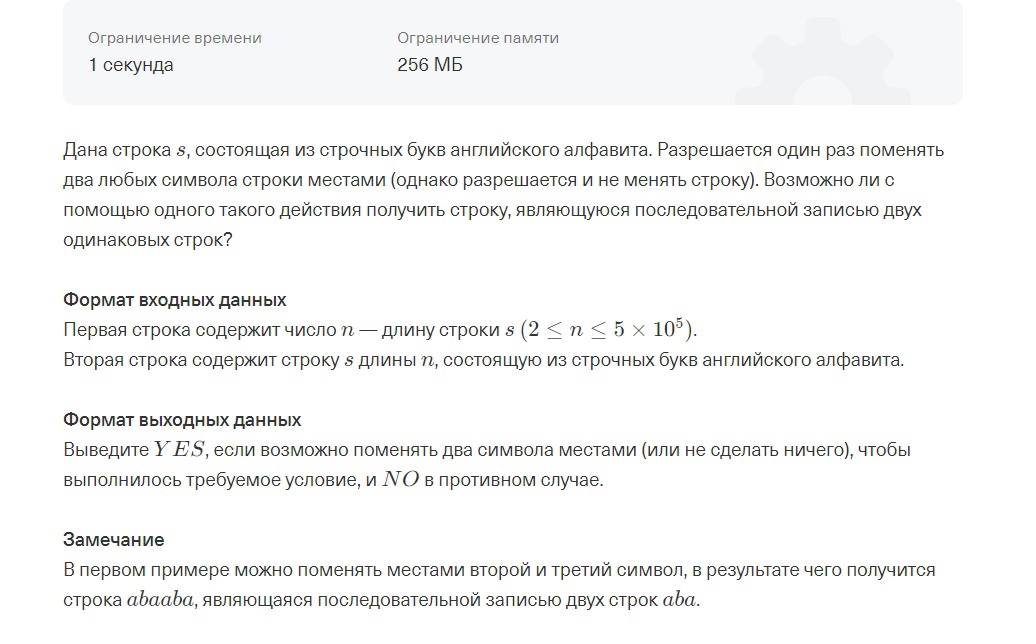 Ограничение времени
1 секунда
Ограничение памяти
256 МБ
Дана строка s, состоящая из строчных букв английского алфавита. Разрешается один раз поменять
два любых символа строки местами (однако разрешается и не менять строку). Возможно ли с
помощью одного такого действия получить строку, являющуюся последовательной записью двух
одинаковых строк?
Формат входных данных
Первая строка содержит число n — длину строки s (2 ≤ n ≤ 5 × 10⁵).
Вторая строка содержит строку s длины n, состоящую из строчных букв английского алфавита.
Формат выходных данных
Выведите YES, если возможно поменять два символа местами (или не сделать ничего), чтобы
выполнилось требуемое условие, и NO в противном случае.
Замечание
В первом примере можно поменять местами второй и третий символ, в результате чего получится
строка abaaba, являющаяся последовательной записью двух строк aba.